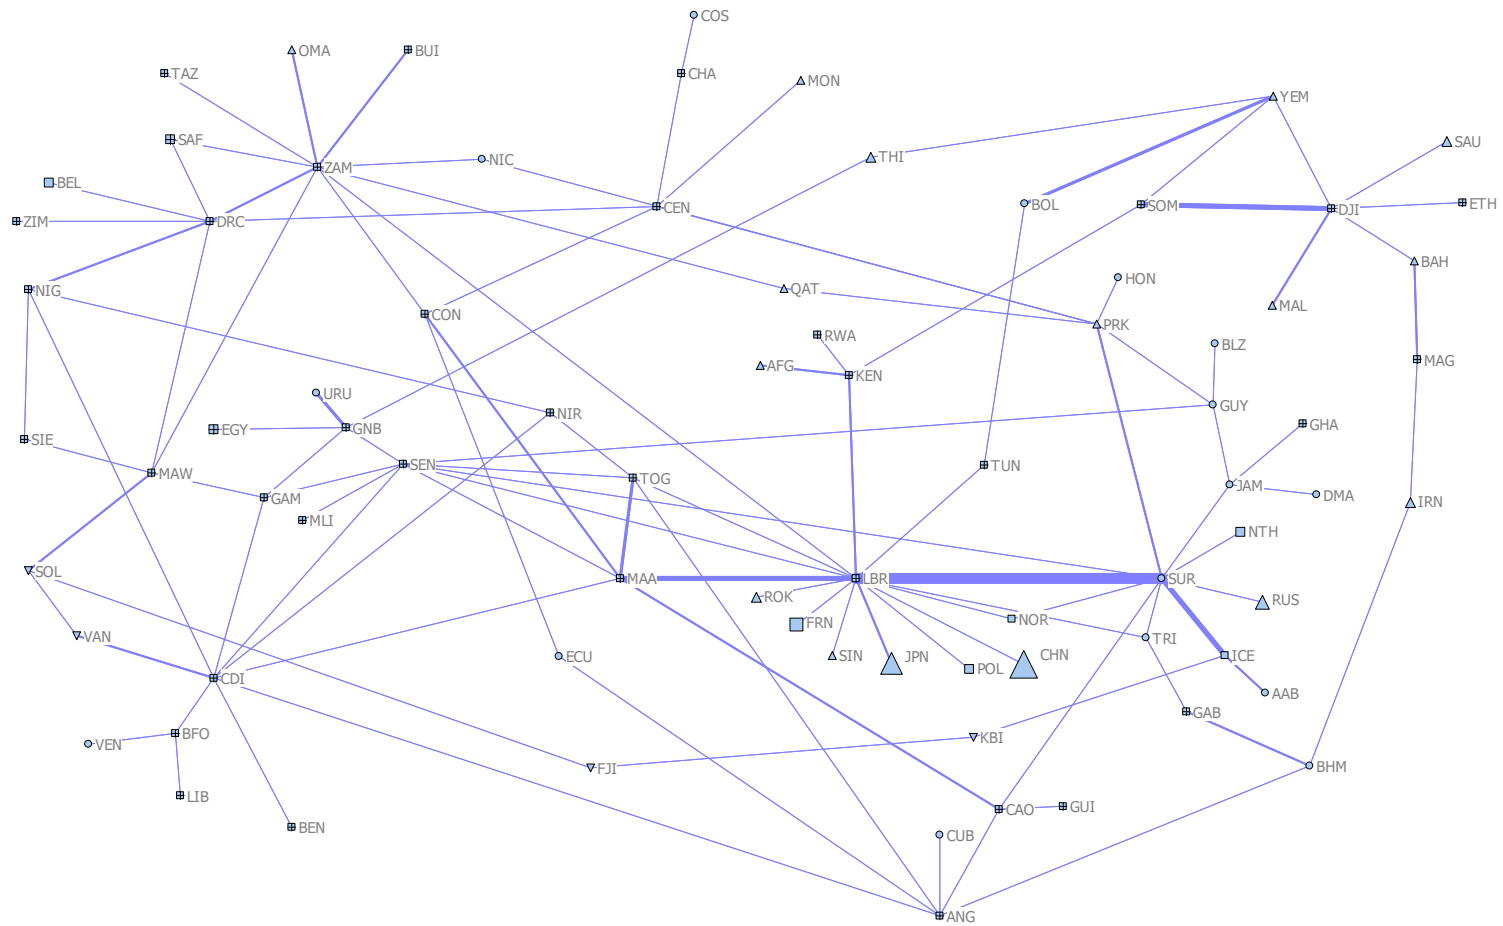 COS
OMA
BUI
TAZ
CHA
MON
YEM
SAF
SAU
ZAM
NIC
THI
BEL
CEN
BOL
SOM
DJI
ETH
ZIM
DRC
BAH
HON
NIG
QAT
MAL
CON
PRK
RWA
BLZ
AFG
KEN
MAG
URU
GUY
NIR
EGY
GNB
GHA
SIE
SEN
TUN
MAW
TOG
JAM
DMA
GAM
IRN
MLI
NTH
SOL
MAA
LBR
SUR
ROK
RUS
FRN
NOR
VAN
TRI
ECU
SIN
JPN
POL
CHN
ICE
CDI
AAB
GAB
BFO
KBI
VEN
FJI
BHM
LIB
CAO
GUI
BEN
CUB
ANG